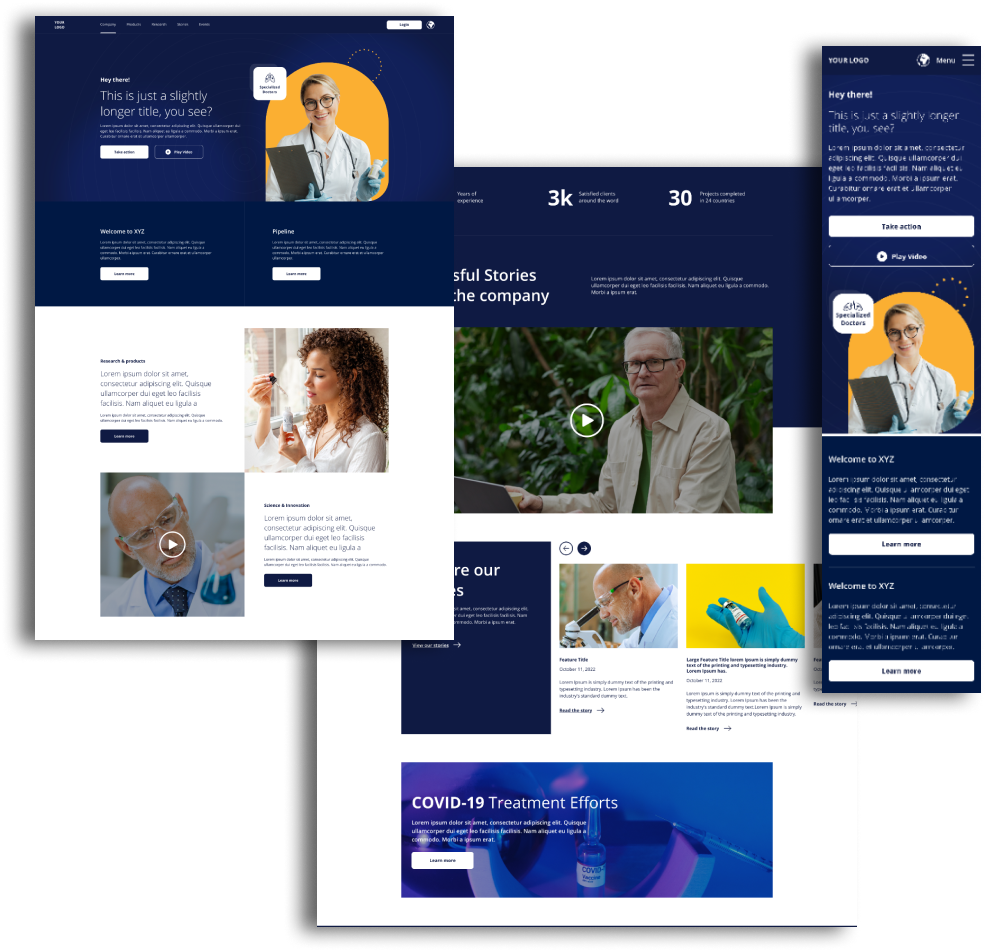 YOUR
LOGO
Company
Products
Research
Stories
Events
Login
Hey there!
This is just a slightly
longer title, you see?
Lorem ipsum dolor sit amet, consectetur adipiscing elit. Quisque ullamcorper dui
eget leo facilisis facilisis. Nam aliquet eu ligula a commodo. Morbi a ipsum erat.
Curabitur ornare erat et ullamcorper ullamcorper.
Take action
Play Video
Specialized
Doctors
Welcome to XYZ
Lorem ipsum dolor sit amet, consectetur adipiscing elit. Quisque
ullamcorper dui eget leo facilisis facilisis. Nam aliquet eu ligula a
commodo. Morbi a ipsum erat. Curabitur ornare erat et ullamcorper
ullamcorper.
Learn more
Pipeline
Lorem ipsum dolor sit amet, consectetur adipiscing elit. Quisque
ullamcorper dui eget leo facilisis facilisis. Nam aliquet eu ligula a
commodo. Morbi a ipsum erat. Curabitur ornare erat et ullamcorper
ullamcorper.
Learn more
Research & products
Lorem ipsum dolor sit amet,
consectetur adipiscing elit. Quisque
ullamcorper dui eget leo facilisis
facilisis. Nam aliquet eu ligula a
Lorem ipsum dolor sit amet, consectetur adipiscing elit. Quisque
ullamcorper dui eget leo facilisis facilisis. Nam aliquet eu ligula a commodo.
Learn more
Science & Innovation
Lorem ipsum dolor sit amet,
consectetur adipiscing elit. Quisque
ullamcorper dui eget leo facilisis
facilisis. Nam aliquet eu ligula a
Lorem ipsum dolor sit amet, consectetur adipiscing elit. Quisque
ullamcorper dui eget leo facilisis facilisis. Nam aliquet eu ligula a commodo.
Learn more
Years of
experience
3k
Satisfied clients
around the word
30
Projects completed
in 24 countries
sful Stories
the company
Lorem ipsum dolor sit amet, consectetur adipiscing elit. Quisque
ullamcorper dui eget leo facilisis facilisis. Nam aliquet eu ligula a commodo.
Morbi a ipsum erat.
re our
es
sit amet, consectetur adipiscing elit.
dui eget leo facilisis facilisis. Nam
commodo. Morbi a ipsum erat.
View our stories
Feature Title
October 11, 2022
Lorem Ipsum is simply dummy text of the printing and
typesetting industry. Lorem Ipsum has been the
industry's standard dummy text.
Read the story
Large Feature Title lorem Ipsum is simply dummy
text of the printing and typesetting industry.
Lorem Ipsum has.
October 11, 2022
Lorem Ipsum is simply dummy text of the printing and
typesetting industry. Lorem Ipsum has been the
industry's standard dummy text Lorem Ipsum is simply
dummy text of the printing and typesetting industry.
Read the story
Read the story
COVID-19 Treatment Efforts
Lorem ipsum dolor sit amet, consectetur adipiscing elit. Quisque
ullamcorper dui eget leo facilisis facilisis. Nam aliquet eu ligula a
commodo. Morbi a ipsum erat.
Learn more
COVID-
Vaccine
YOUR LOGO
Menu
Hey there!
This is just a slightly longer
title, you see?
Lorem ipsum dolor sit amet, consectetur
adipiscing elit. Quisque ullamcorper dui
eget leo facilisis facilisis. Nam aliquet eu
ligula a commodo. Morbi a ipsum erat.
Curabitur ornare erat et ullamcorper
ullamcorper.
Take action
Play Video
Specialized
Doctors
Welcome to XYZ
Lorem ipsum dolor sit amet, consectetur
adipiscing elit. Quisque ullamcorper dui eget
leo facilisis facilisis. Nam aliquet eu ligula a
commodo. Morbi a ipsum erat. Curabitur
ornare erat et ullamcorper ullamcorper.
Learn more
Welcome to XYZ
Lorem ipsum dolor sit amet, consectetur
adipiscing elit. Quisque ullamcorper dui eget
leo facilisis facilisis. Nam aliquet eu ligula a
commodo. Morbi a ipsum erat. Curabitur
ornare erat et ullamcorper ullamcorper.
Learn more